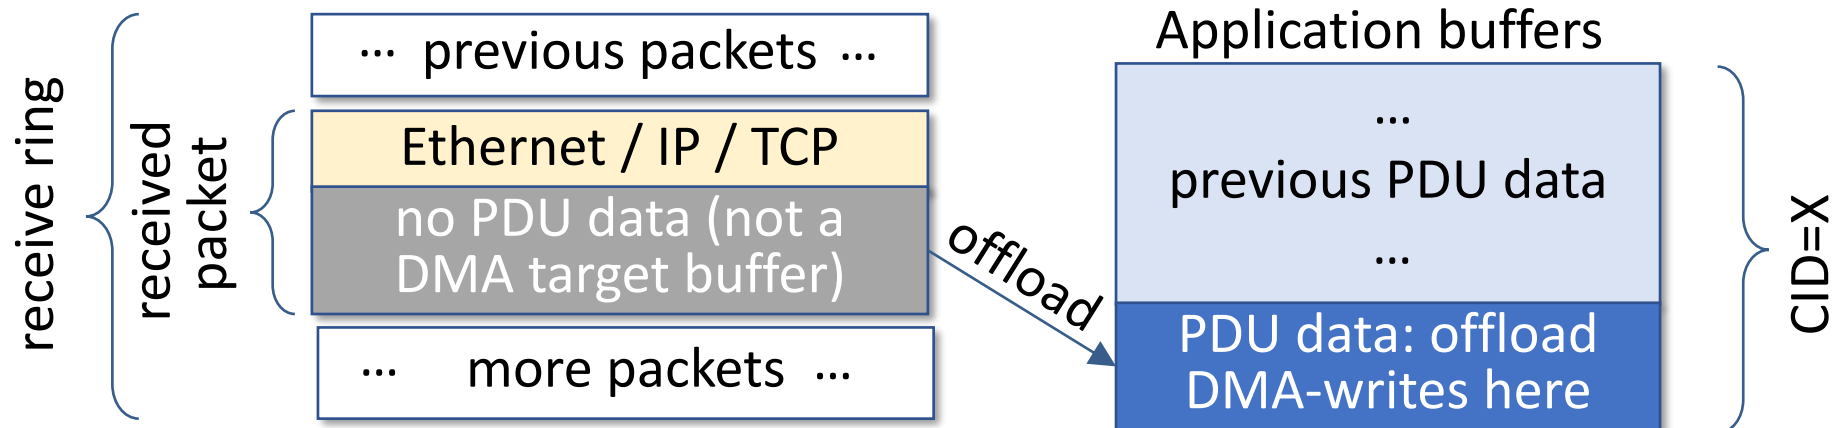 receive ring
received
packet
... previous packets ...
Ethernet / IP / TCP
no PDU data (not a
DMA target buffer)
... more packets ...
offload
Application buffers
...
previous PDU data
...
PDU data: offload
DMA-writes here
CID=X